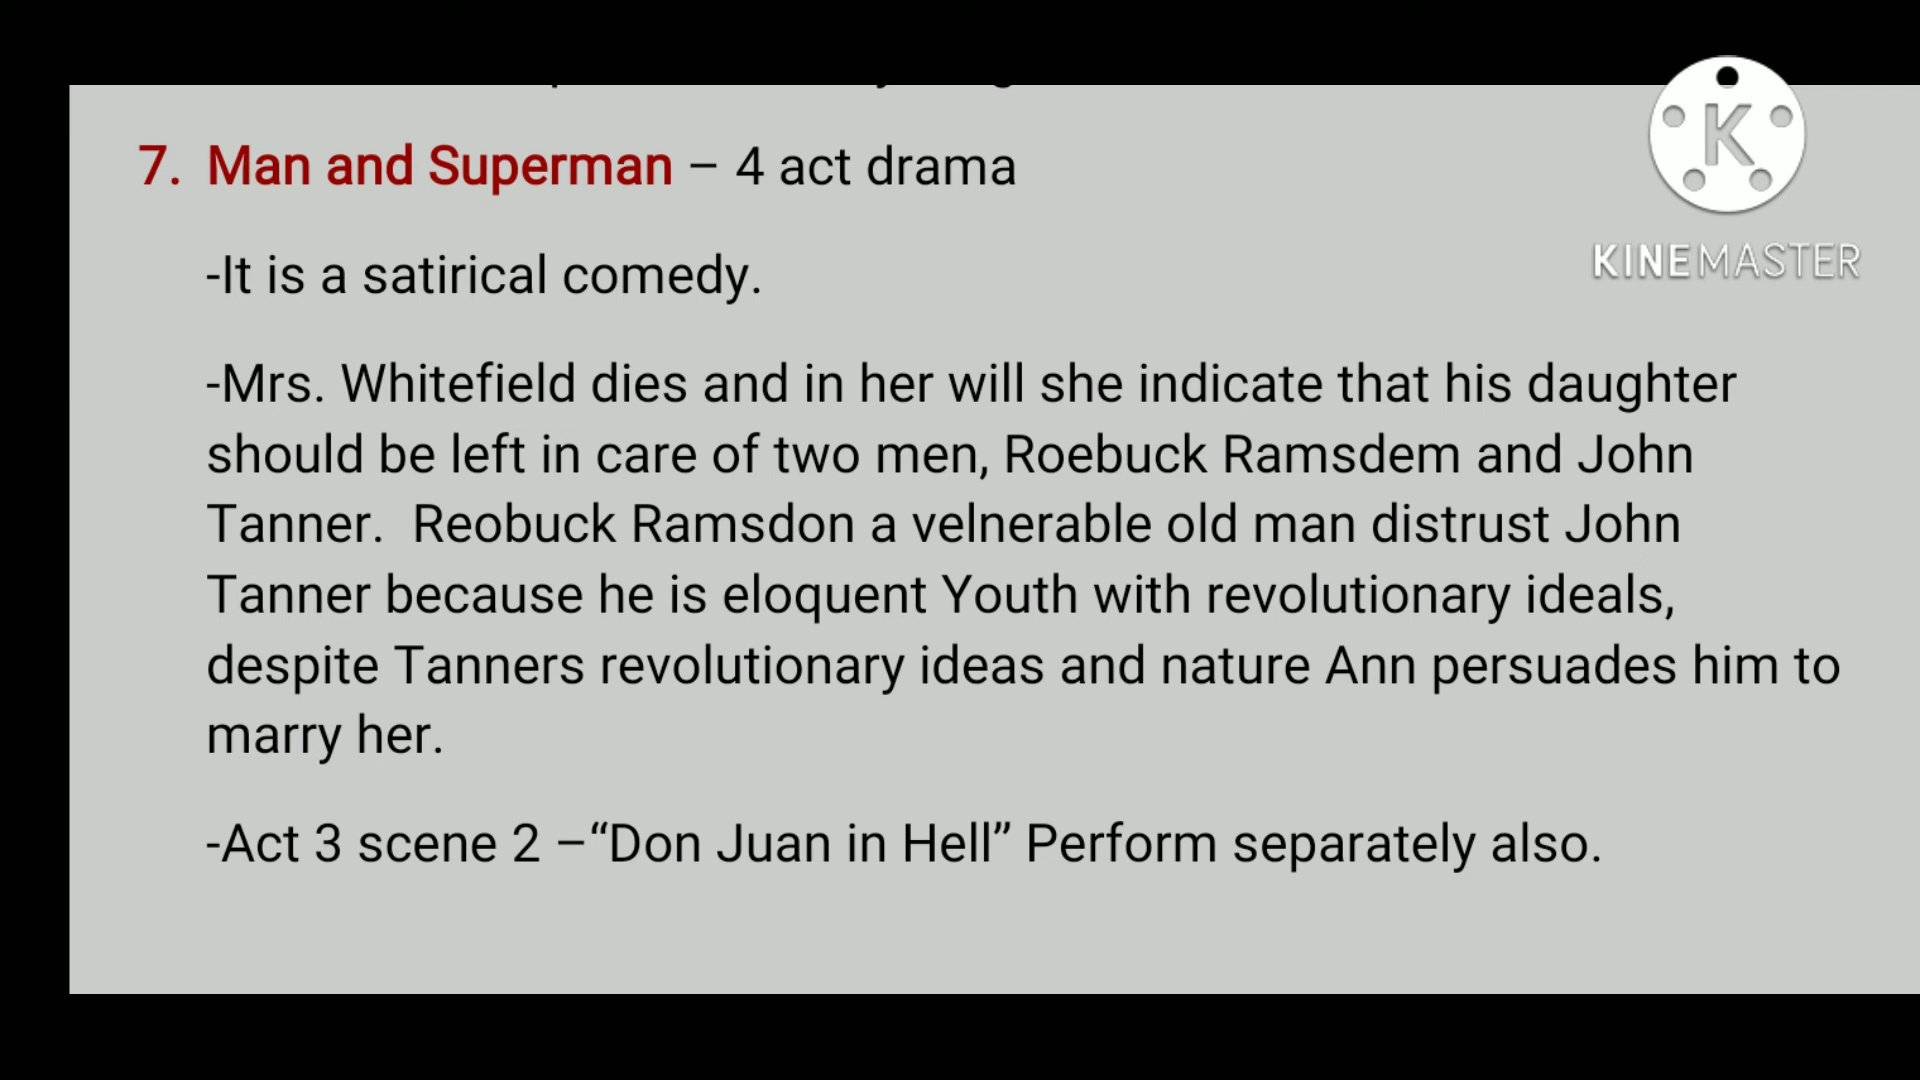 7. Man and Superman – 4 act drama
-It is a satirical comedy.
-Mrs. Whitefield dies and in her will she indicate that his daughter
should be left in care of two men, Roebuck Ramsdem and John
Tanner.  Reobuck Ramsdon a velnerable old man distrust John
Tanner because he is eloquent Youth with revolutionary ideals,
despite Tanners revolutionary ideas and nature Ann persuades him to
marry her.
-Act 3 scene 2 –“Don Juan in Hell” Perform separately also.
K
KINEMASTER